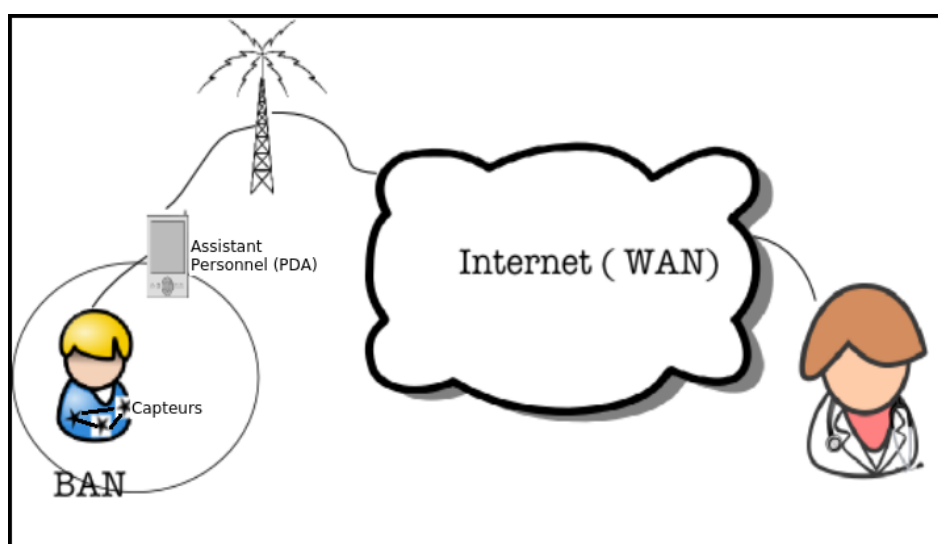 Assistant
Personnel (PDA)
Internet ( WAN)
Capteurs
BAN